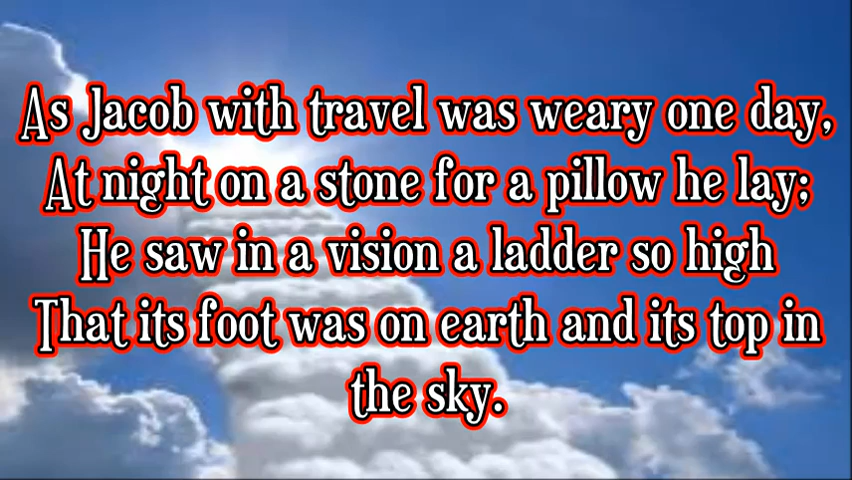 As Jacob with travel was weary one day,
At night on a stone for a pillow he lay;
He saw in a vision a ladder so high
That its foot was on earth and its top in
the sky.